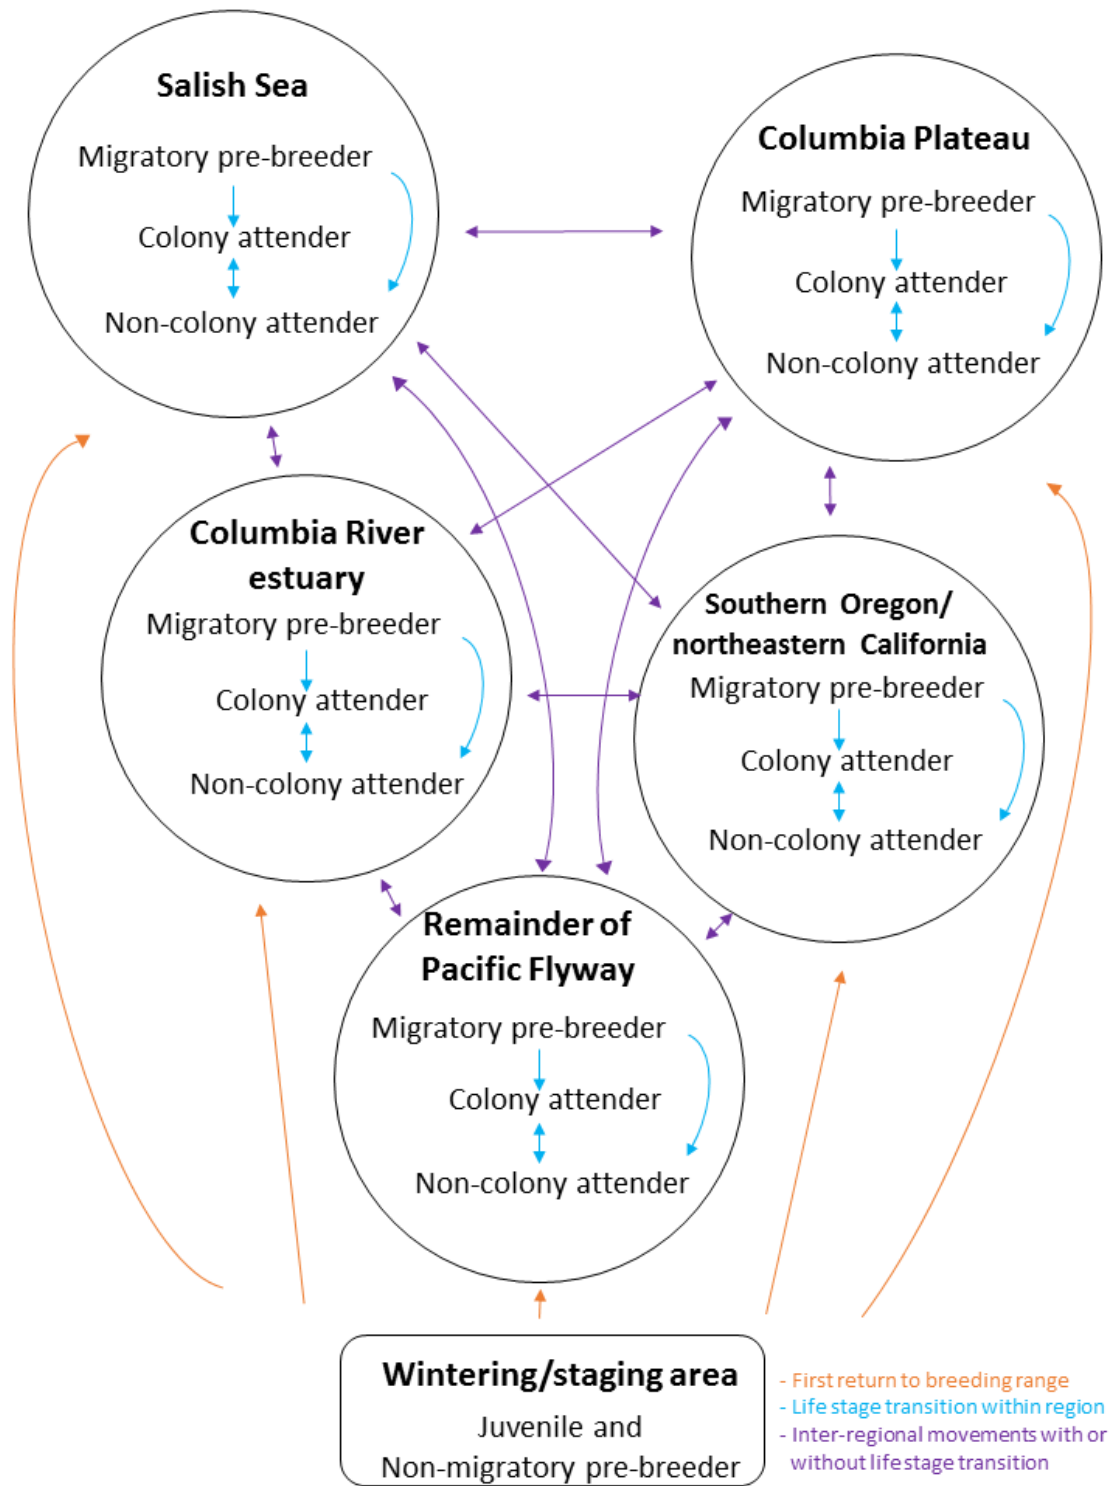 Salish Sea
Migratory pre-breeder
Colony attender
Non-colony attender
Columbia Plateau
Migratory pre-breeder
Colony attender
Non-colony attender
Columbia River
estuary
Migratory pre-breeder
Colony attender
Non-colony attender
Southern Oregon/
northeastern California
Migratory pre-breeder
Colony attender
Non-colony attender
Remainder of
Pacific Flyway
Migratory pre-breeder
Colony attender
Non-colony attender
Wintering/staging area
Juvenile and
Non-migratory pre-breeder
- First return to breeding range
- Life stage transition within region
- Inter-regional movements with or
without life stage transition